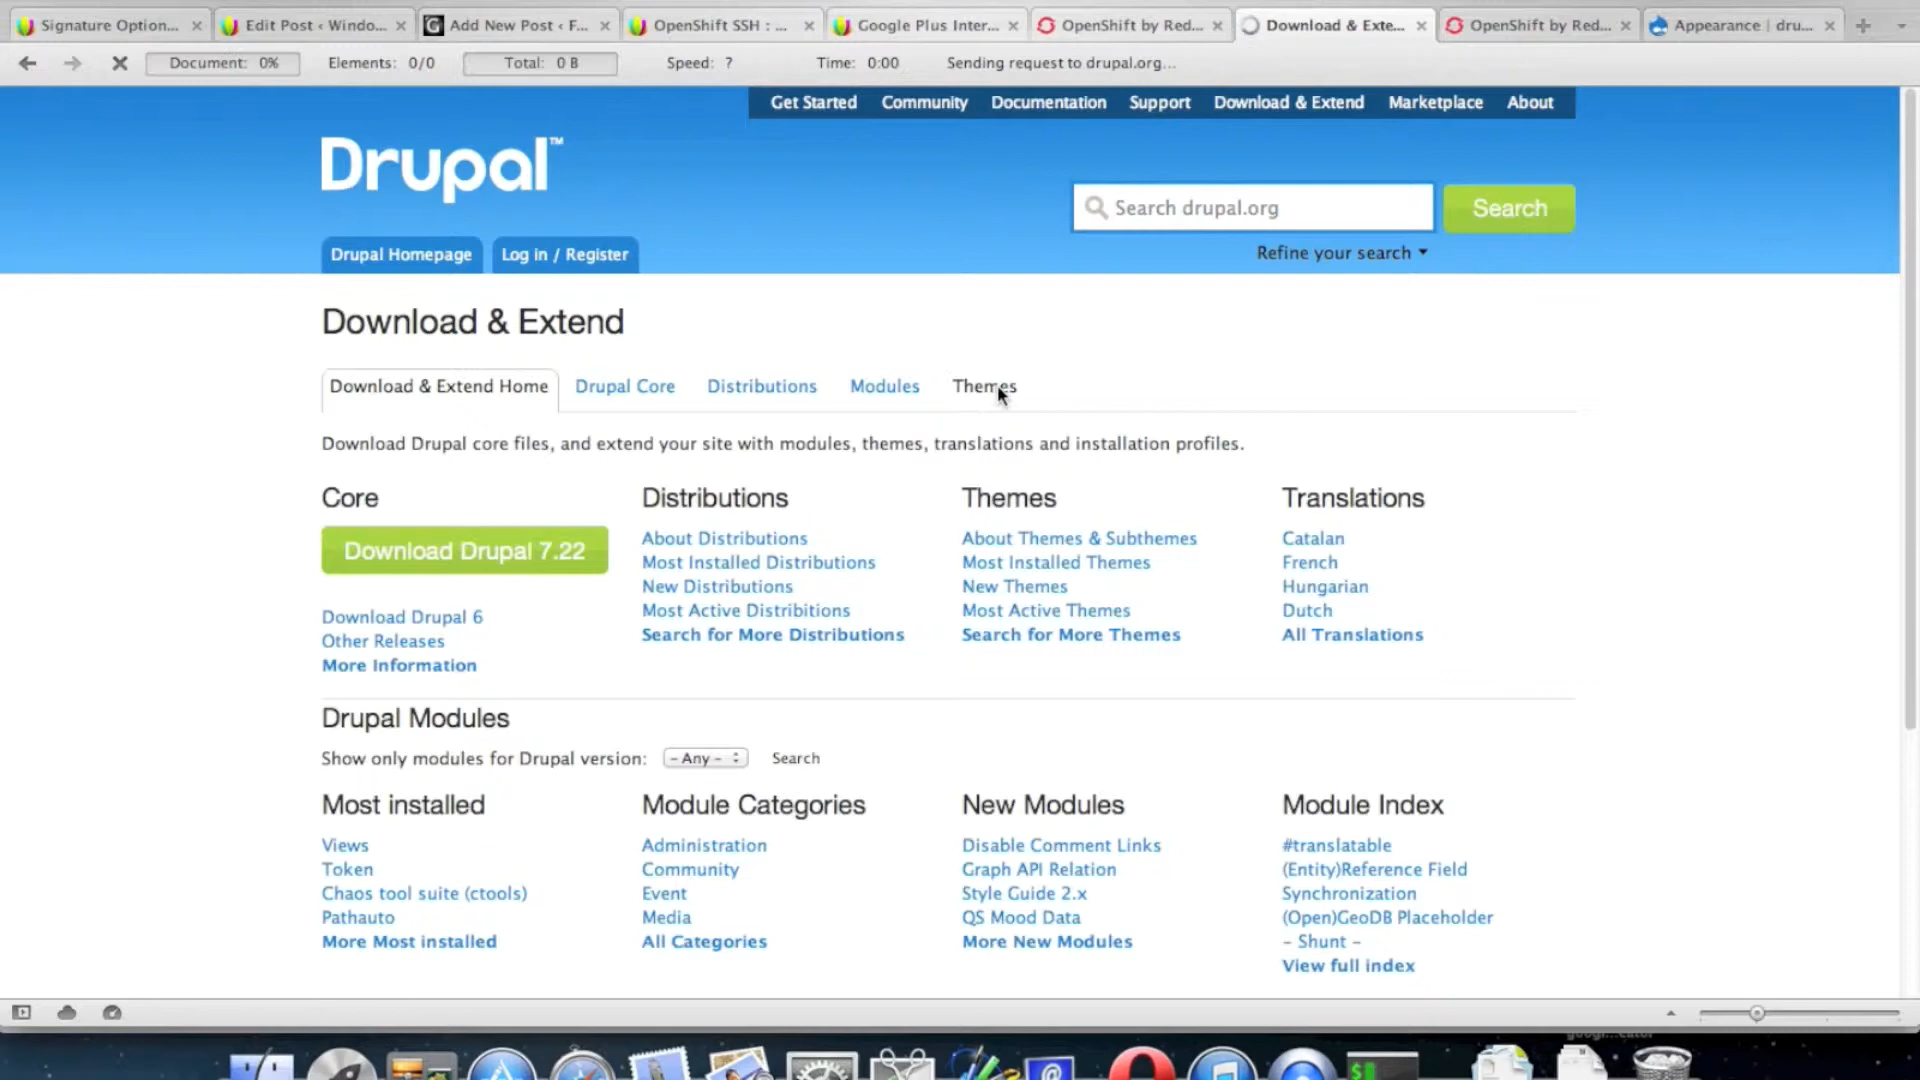 Signature Option...
Edit Post ‹ Windo...
Add New Post ‹ F...
OpenShift SSH : ...
Google Plus Inter...
OpenShift by Red...
Download & Exte...
OpenShift by Red...
Appearance | dru...
Document: 0%
Elements: 0/0
Total: 0 B
Speed: ?
Time: 0:00
Sending request to drupal.org...
Get Started
Community
Documentation
Support
Download & Extend
Marketplace
About
Drupal™
Search drupal.org
Search
Refine your search
Drupal Homepage
Log in / Register
Download & Extend
Download & Extend Home
Drupal Core
Distributions
Modules
Themes
Download Drupal core files, and extend your site with modules, themes, translations and installation profiles.
Core
Download Drupal 7.22
Download Drupal 6
Other Releases
More Information
Distributions
About Distributions
Most Installed Distributions
New Distributions
Most Active Distribitions
Search for More Distributions
Themes
About Themes & Subthemes
Most Installed Themes
New Themes
Most Active Themes
Search for More Themes
Translations
Catalan
French
Hungarian
Dutch
All Translations
Drupal Modules
Show only modules for Drupal version:
- Any -
Search
Most installed
Views
Token
Chaos tool suite (ctools)
Pathauto
More Most installed
Module Categories
Administration
Community
Event
Media
All Categories
New Modules
Disable Comment Links
Graph API Relation
Style Guide 2.x
QS Mood Data
More New Modules
Module Index
#translatable
(Entity)Reference Field
Synchronization
(Open)GeoDB Placeholder
- Shunt -
View full index